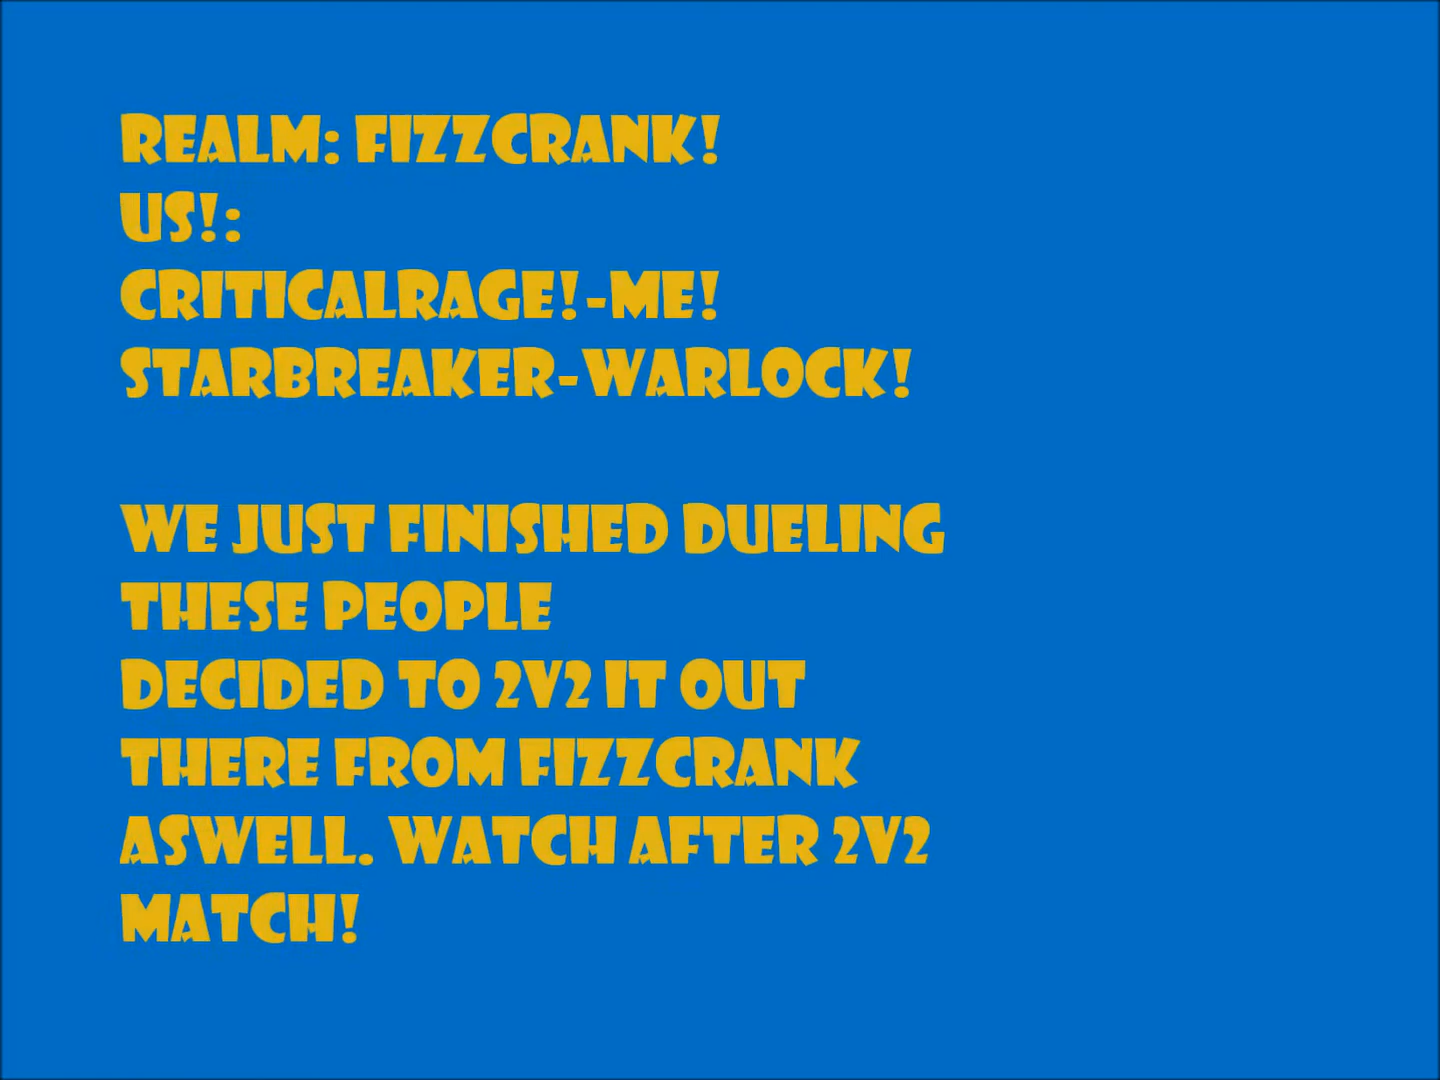 REALM: FIZZCRANK!
US!:
CRITICALRAGE!-ME!
STARBREAKER-WARLOCK!
WE JUST FINISHED DUELING
THESE PEOPLE
DECIDED TO 2V2 IT OUT
THERE FROM FIZZCRANK
ASWELL. WATCH AFTER 2V2
MATCH!